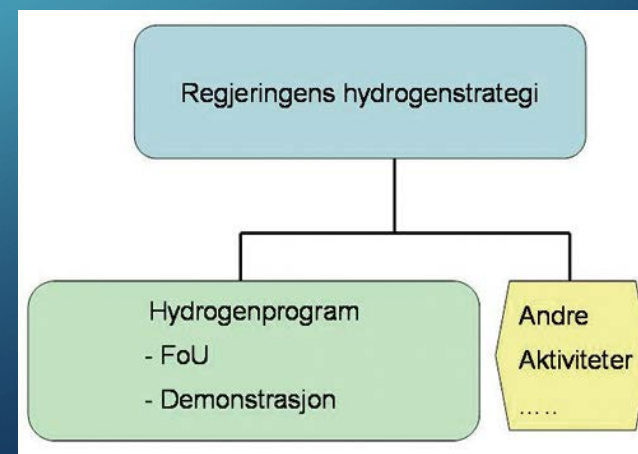 Regjeringens hydrogenstrategi
Hydrogenprogram
- FoU
- Demonstrasjon
Andre
Aktiviteter
.....